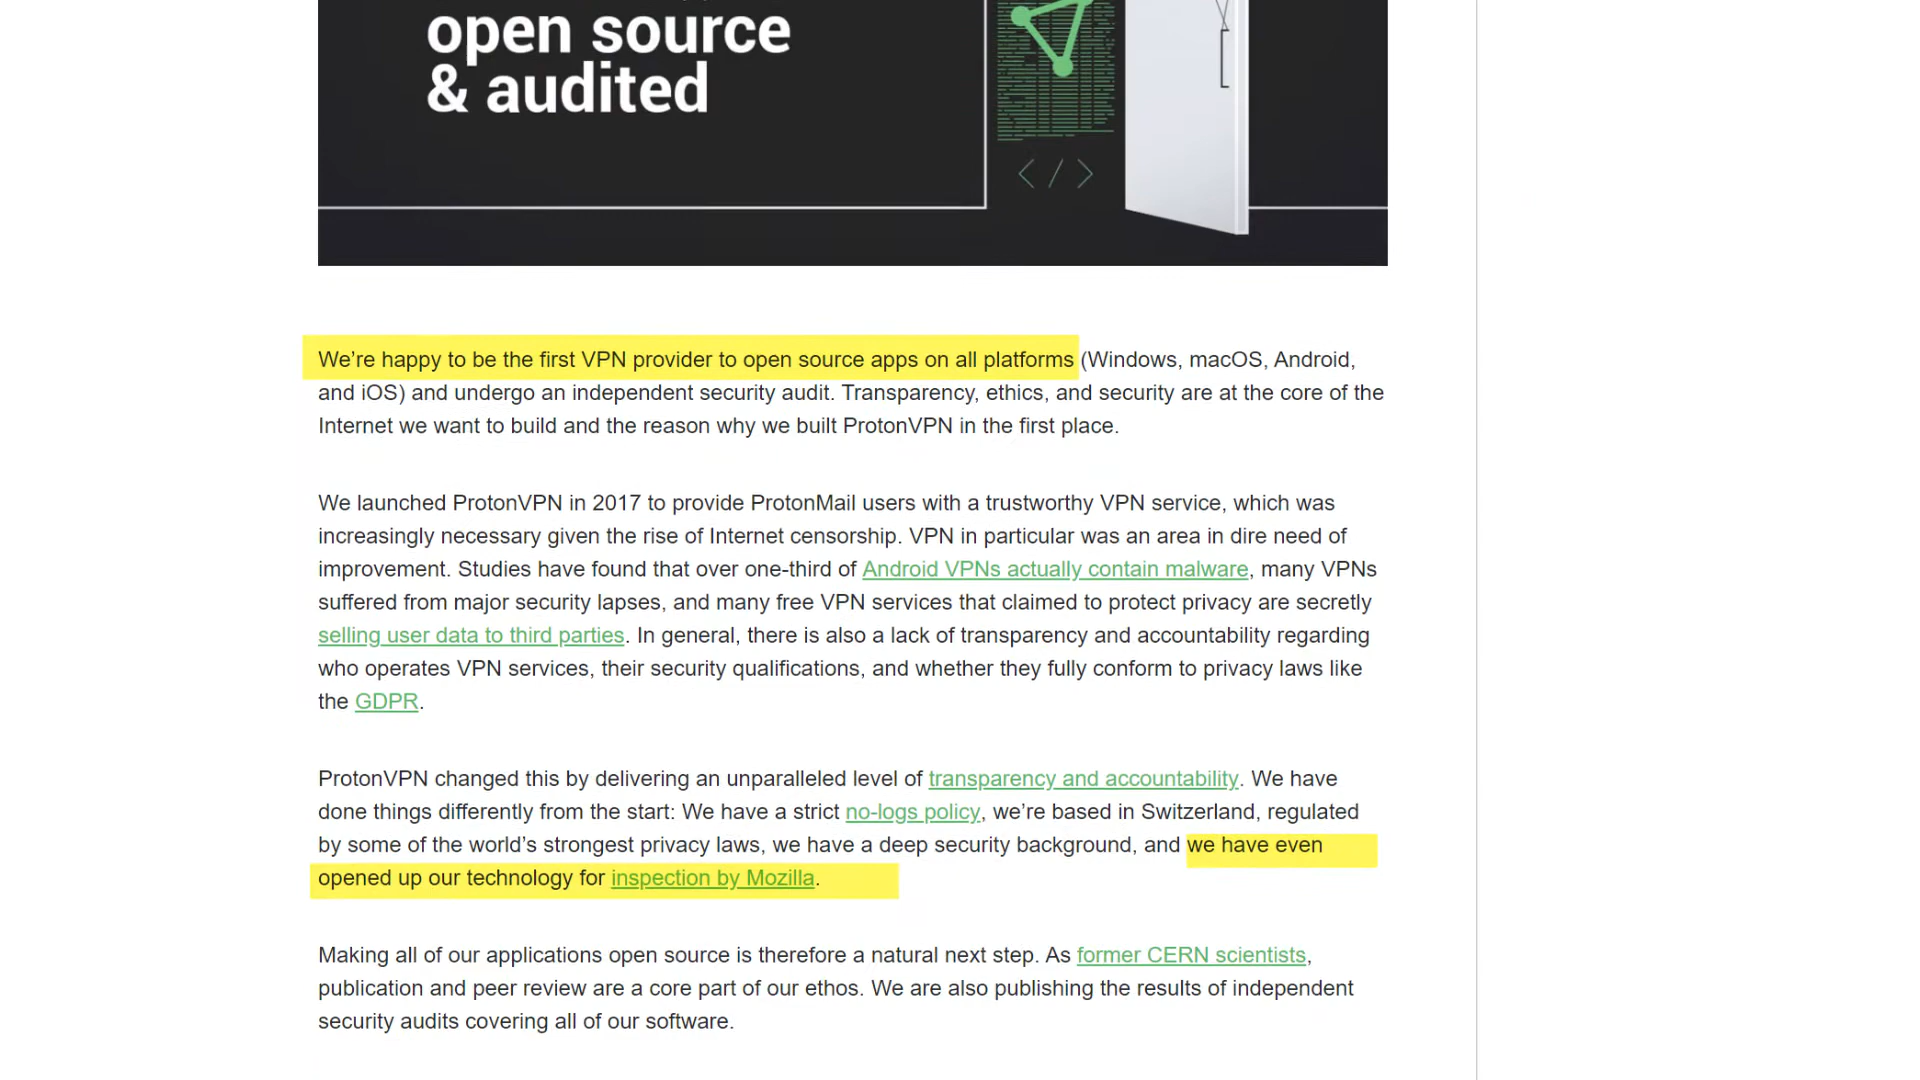 open source
& audited
We’re happy to be the first VPN provider to open source apps on all platforms (Windows, macOS, Android,
and iOS) and undergo an independent security audit. Transparency, ethics, and security are at the core of the
Internet we want to build and the reason why we built ProtonVPN in the first place.
We launched ProtonVPN in 2017 to provide ProtonMail users with a trustworthy VPN service, which was
increasingly necessary given the rise of Internet censorship. VPN in particular was an area in dire need of
improvement. Studies have found that over one-third of Android VPNs actually contain malware, many VPNs
suffered from major security lapses, and many free VPN services that claimed to protect privacy are secretly
selling user data to third parties. In general, there is also a lack of transparency and accountability regarding
who operates VPN services, their security qualifications, and whether they fully conform to privacy laws like
the GDPR.
ProtonVPN changed this by delivering an unparalleled level of transparency and accountability. We have
done things differently from the start: We have a strict no-logs policy, we’re based in Switzerland, regulated
by some of the world’s strongest privacy laws, we have a deep security background, and we have even
opened up our technology for inspection by Mozilla.
Making all of our applications open source is therefore a natural next step. As former CERN scientists,
publication and peer review are a core part of our ethos. We are also publishing the results of independent
security audits covering all of our software.